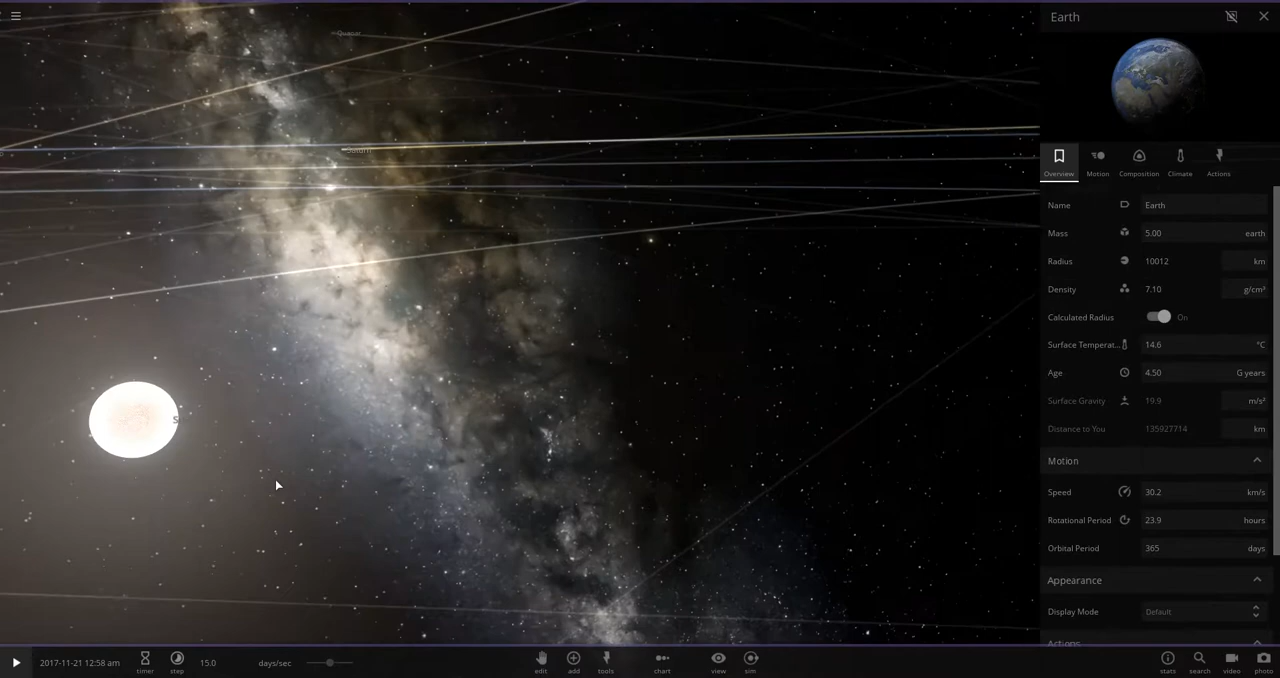 Earth
Quasar
Saturn
S
Overview Motion Composition Climate Actions
Name Earth
Mass 5.00 earth
Radius 10012 km
Density 7.10 g/cm³
Calculated Radius On
Surface Temperat... 14.6 °C
Age 4.50 G years
Surface Gravity 19.9 m/s²
Distance to You 135927714 km
Motion
Speed 30.2 km/s
Rotational Period 23.9 hours
Orbital Period 365 days
Appearance
Display Mode Default
Actions
2017-11-21 12:58 am timer step 15.0 days/sec edit add tools chart view sim stats search video photo